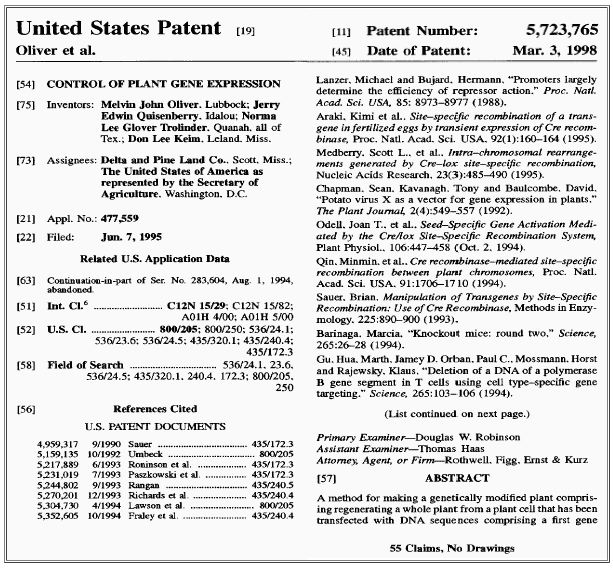 United States Patent [19]
Oliver et al.
[11] Patent Number: 5,723,765
[45] Date of Patent: Mar. 3, 1998
[54] CONTROL OF PLANT GENE EXPRESSION
[75] Inventors: Melvin John Oliver, Lubbock; Jerry
Edwin Quisenberry, Idalou; Norma
Lee Glover Trolinder, Quanah, all of
Tex.; Don Lee Keim, Leland, Miss.
[73] Assignees: Delta and Pine Land Co., Scott, Miss.;
The United States of America as
represented by the Secretary of
Agriculture, Washington, D.C.
[21] Appl. No.: 477,559
[22] Filed: Jun. 7, 1995
Related U.S. Application Data
[63] Continuation-in-part of Ser. No. 283,604, Aug. 1, 1994,
abandoned.
[51] Int. Cl.6 ........................ C12N 15/29; C12N 15/82;
A01H 4/00; A01H 5/00
[52] U.S. Cl. ................ 800/205; 800/250; 536/24.1;
536/23.6; 536/24.5; 435/320.1; 435/240.4;
435/172.3
[58] Field of Search ........................ 536/24.1, 23.6,
536/24.5; 435/320.1, 240.4, 172.3; 800/205,
250
[56] References Cited
U.S. PATENT DOCUMENTS
4,959,317 9/1990 Sauer ........................ 435/172.3
5,159,135 10/1992 Umbeck ........................ 800/205
5,217,889 6/1993 Roninson et al. ................ 435/172.3
5,231,019 7/1993 Paszkowski et al. ............ 435/172.3
5,244,802 9/1993 Rangan ........................ 435/240.5
5,270,201 12/1993 Richards et al. ................ 435/240.4
5,304,730 4/1994 Lawson et al. .................. 800/205
5,352,605 10/1994 Fraley et al. .................. 435/240.4
Lanzer, Michael and Bujard, Hermann, "Promoters largely
determine the efficiency of repressor action," Proc. Natl.
Acad. Sci. USA, 85: 8973–8977 (1988).
Araki, Kimi et al., Site–specific recombination of a trans-
gene in fertilized eggs by transient expression of Cre recom-
binase, Proc. Natl. Acad. Sci. USA, 92(1):160–164 (1995).
Medberry, Scott L., et al., Intra–chromosomal rearrange-
ments generated by Cre–lox site–specific recombination,
Nucleic Acids Research, 23(3):485–490 (1995).
Chapman, Sean, Kavanagh, Tony and Baulcombe, David,
"Potato virus X as a vector for gene expression in plants,"
The Plant Journal, 2(4):549–557 (1992).
Odell, Joan T., et al., Seed–Specific Gene Activation Medi-
ated by the Cre/lox Site–Specific Recombination System,
Plant Physiol., 106:447–458 (Oct. 2, 1994).
Qin, Minmin, et al., Cre recombinase–mediated site–specific
recombination between plant chromosomes, Proc. Natl.
Acad. Sci. USA, 91:1706–1710 (1994).
Sauer, Brian, Manipulation of Transgenes by Site–Specific
Recombination: Use of Cre Recombinase, Methods in Enzy-
mology, 225:890–900 (1993).
Barinaga, Marcia, "Knockout mice: round two," Science,
265:26–28 (1994).
Gu, Hua, Marth, Jamey D. Orban, Paul C., Mossmann, Horst
and Rajewsky, Klaus, "Deletion of a DNA of a polymerase
B gene segment in T cells using cell type–specific gene
targeting," Science, 265:103–106 (1994).
(List continued on next page.)
Primary Examiner—Douglas W. Robinson
Assistant Examiner—Thomas Haas
Attorney, Agent, or Firm—Rothwell, Figg, Ernst & Kurz
[57] ABSTRACT
A method for making a genetically modified plant compris-
ing regenerating a whole plant from a plant cell that has been
transfected with DNA sequences comprising a first gene
55 Claims, No Drawings